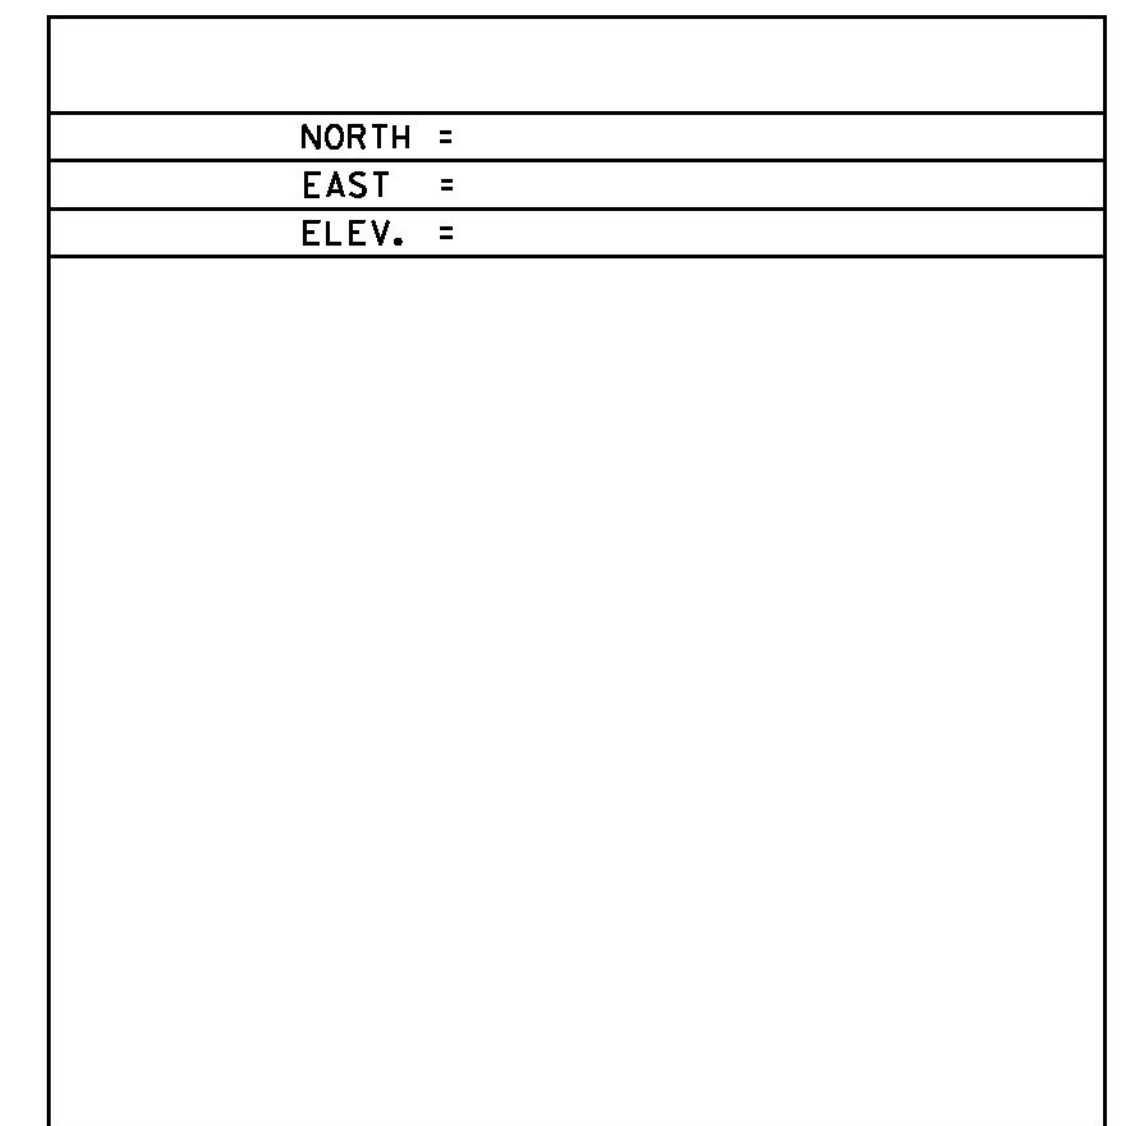 NORTH =
EAST =
ELEV. =